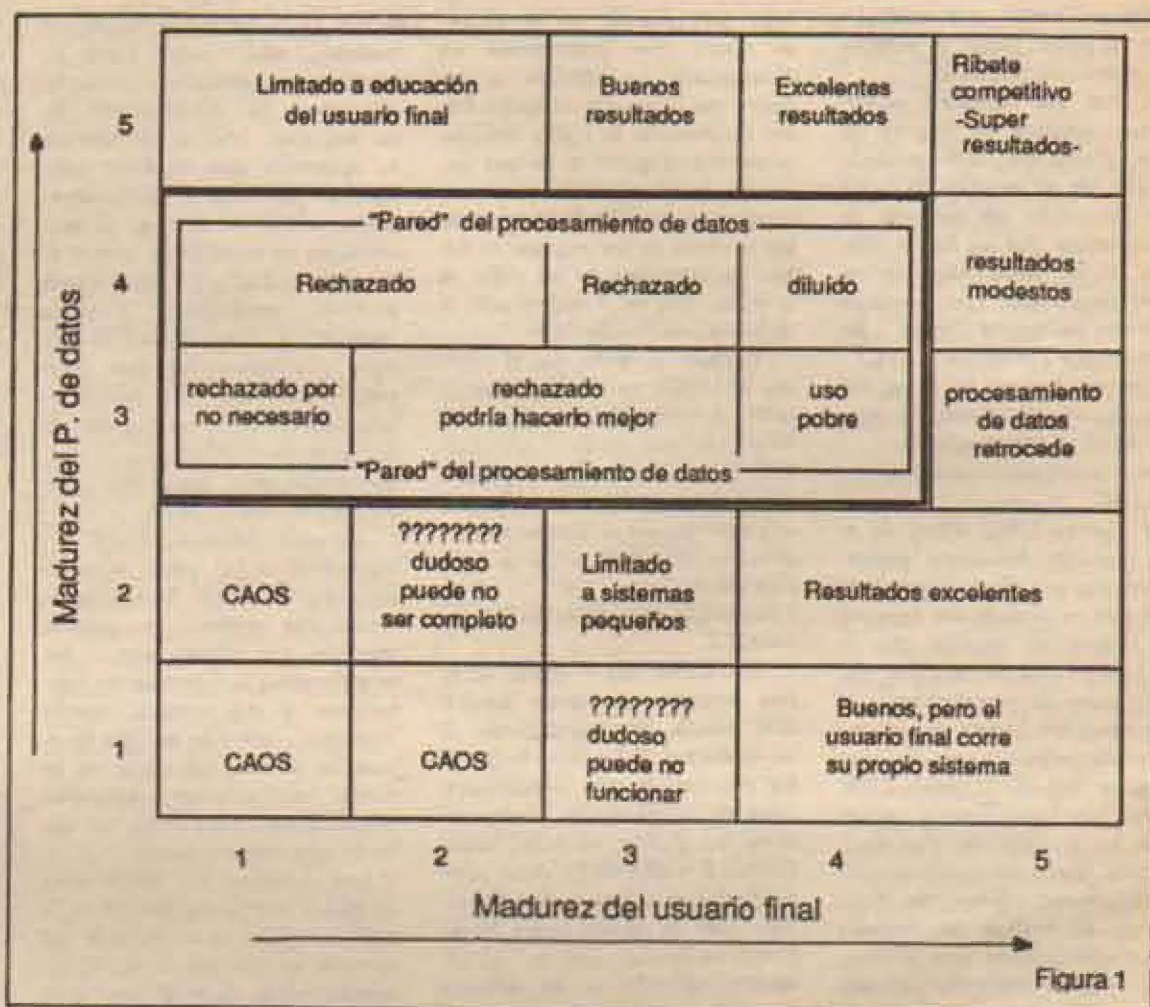 Madurez del P. de datos
5
Limitado a educación
del usuario final
Buenos
resultados
Excelentes
resultados
Ribete
competitivo
-Super
resultados-
"Pared" del procesamiento de datos
4
Rechazado
Rechazado
diluído
resultados
modestos
3
rechazado por
no necesario
rechazado
podría hacerlo mejor
uso
pobre
procesamiento
de datos
retrocede
"Pared" del procesamiento de datos
2
CAOS
????????
dudoso
puede no
ser completo
Limitado
a sistemas
pequeños
Resultados excelentes
1
CAOS
CAOS
????????
dudoso
puede no
funcionar
Buenos, pero el
usuario final corre
su propio sistema
1
2
3
4
5
Madurez del usuario final
Figura 1